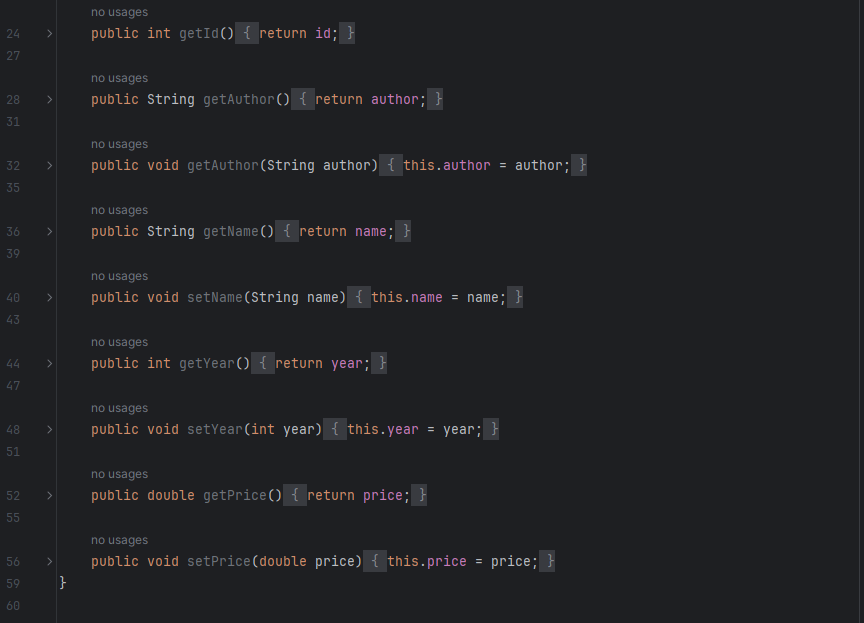 no usages
24 > public int getId() { return id; }
27
no usages
28 > public String getAuthor() { return author; }
31
no usages
32 > public void getAuthor(String author) { this.author = author; }
35
no usages
36 > public String getName() { return name; }
39
no usages
40 > public void setName(String name) { this.name = name; }
43
no usages
44 > public int getYear() { return year; }
47
no usages
48 > public void setYear(int year) { this.year = year; }
51
no usages
52 > public double getPrice() { return price; }
55
no usages
56 > public void setPrice(double price) { this.price = price; }
59 }
60